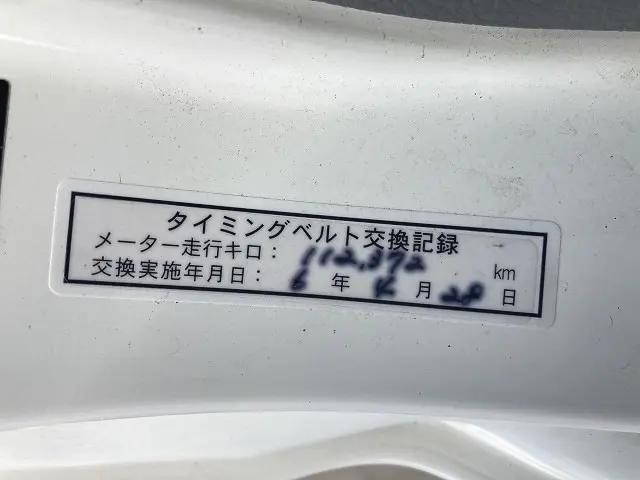 タイミングベルト交換記録
メーター走行キロ： 112,372 km
交換実施年月日： 6 年 4 月 28 日